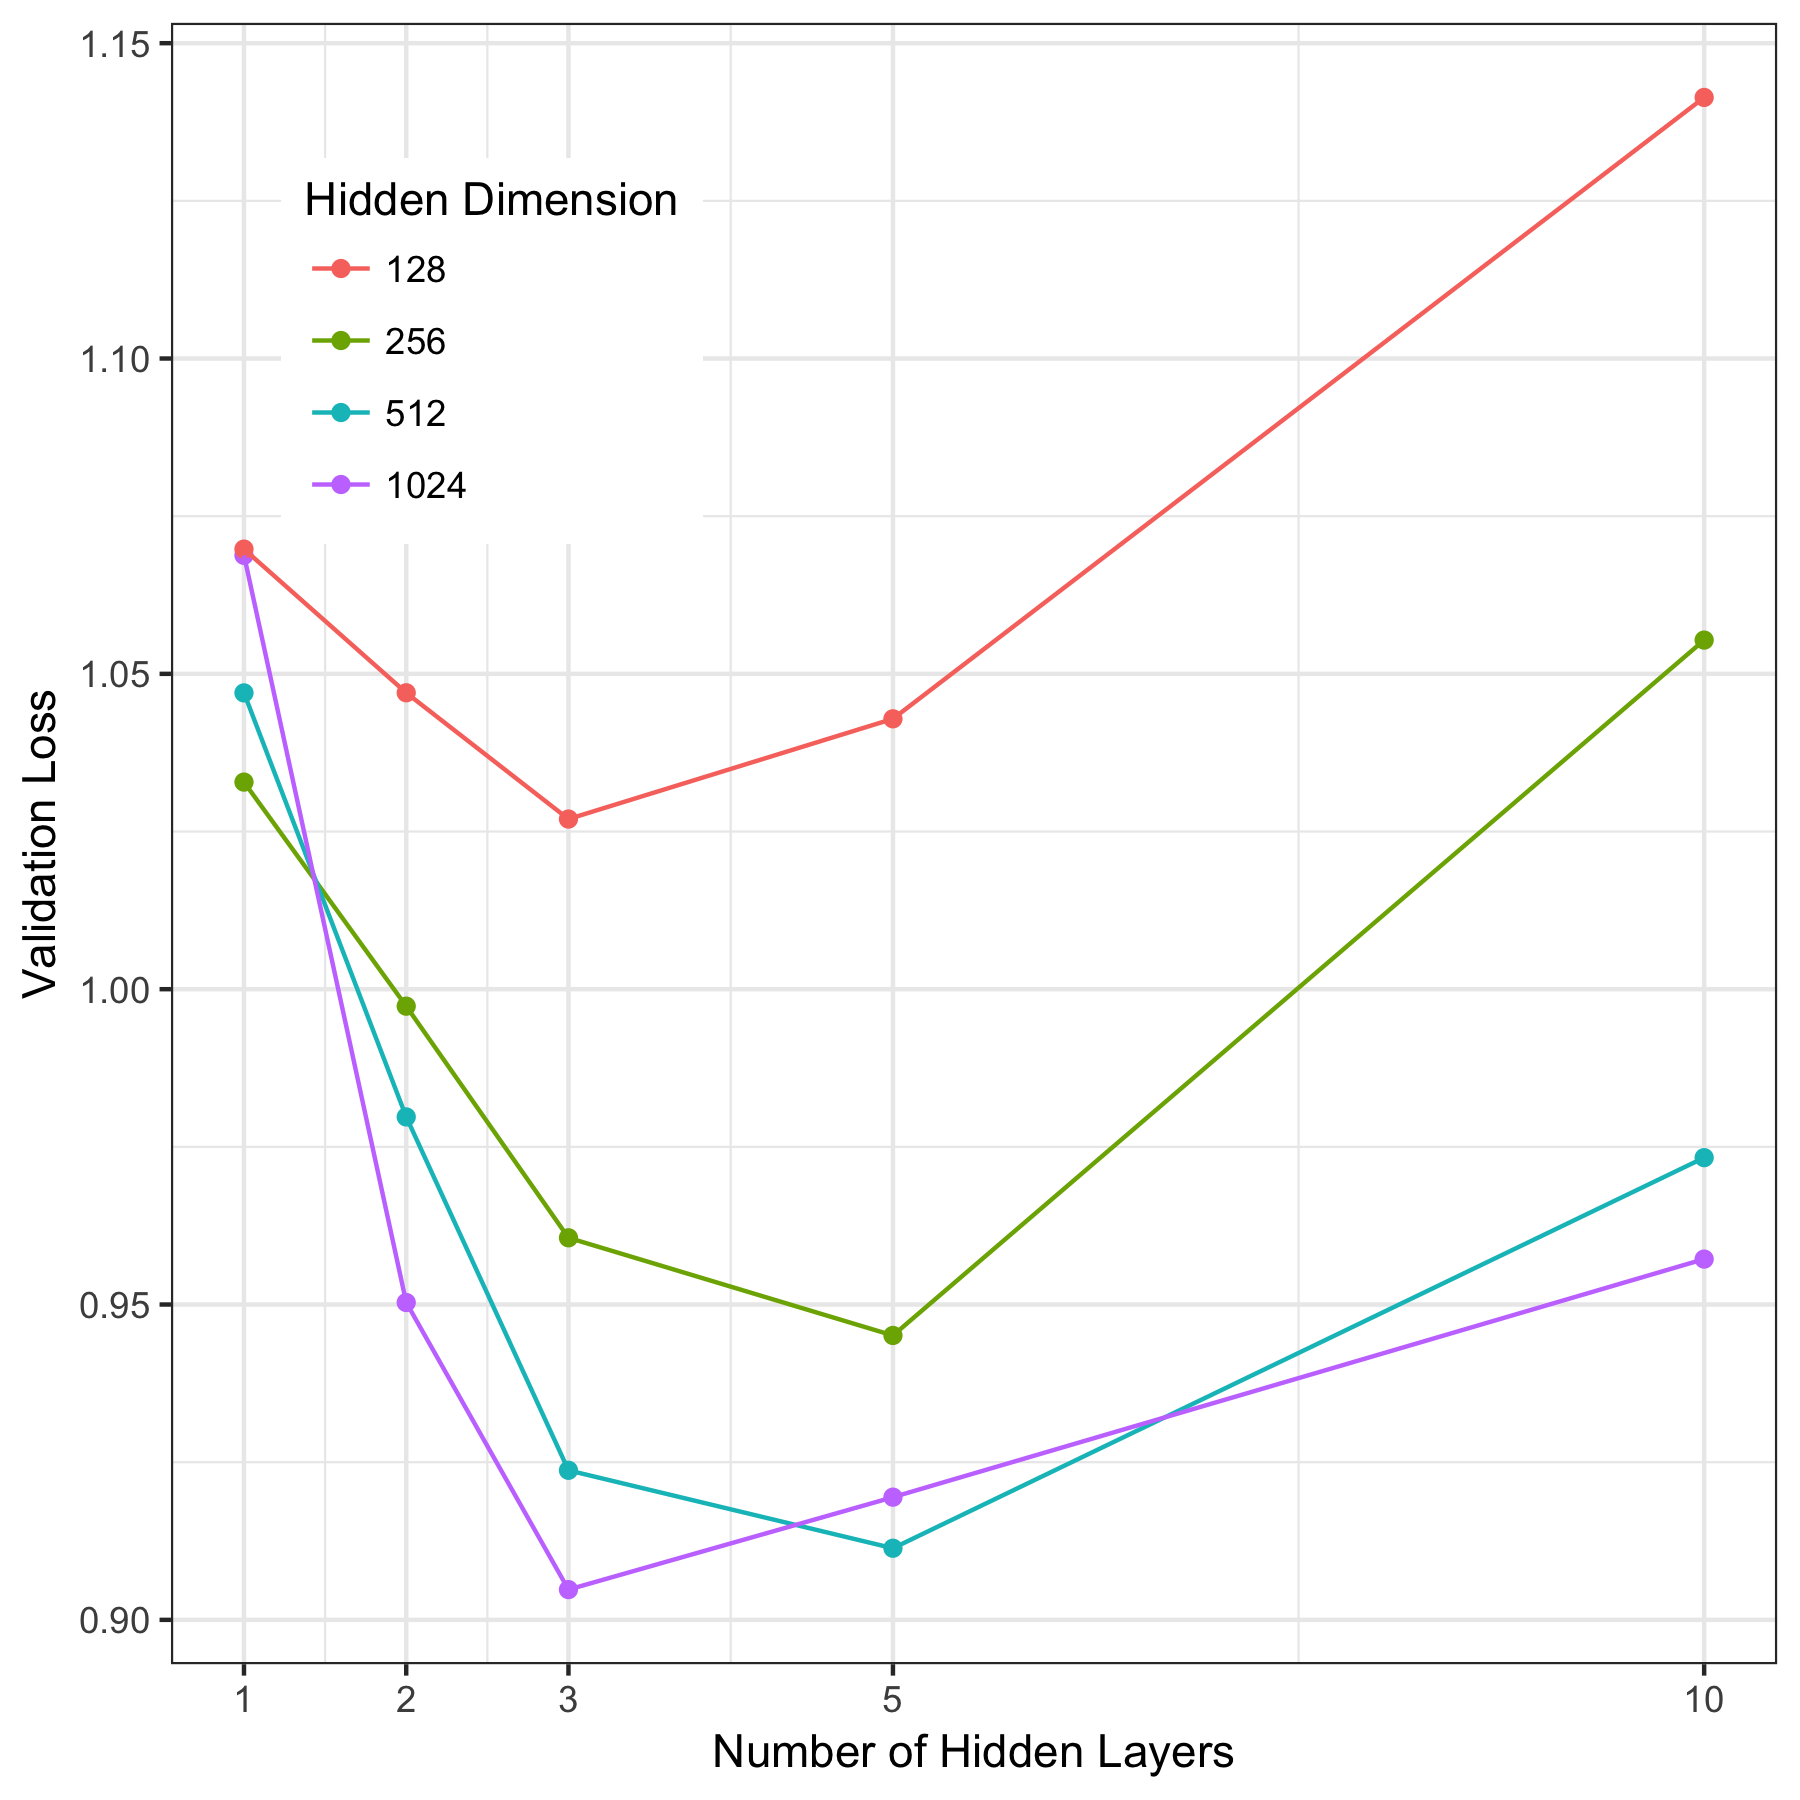 1.15
1.10
1.05
1.00
0.95
0.90
Validation Loss
Hidden Dimension
128
256
512
1024
1 2 3 5 10
Number of Hidden Layers